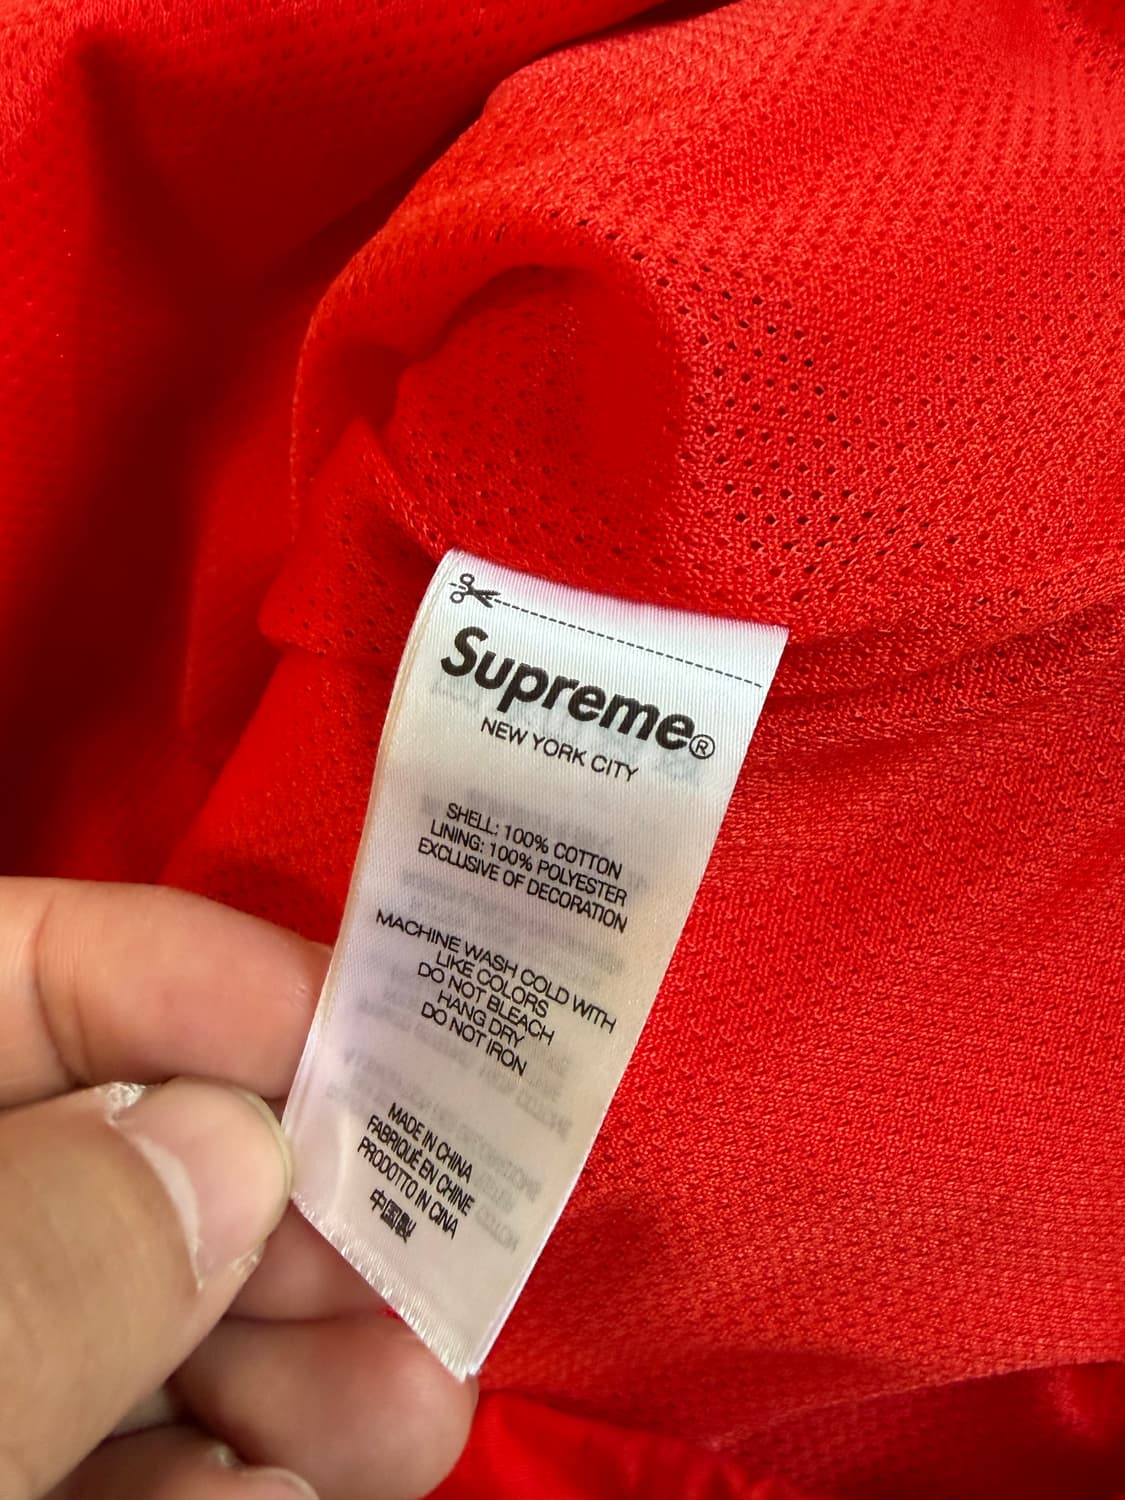 Supreme®
NEW YORK CITY
SHELL: 100% COTTON
LINING: 100% POLYESTER
EXCLUSIVE OF DECORATION
MACHINE WASH COLD WITH
LIKE COLORS
DO NOT BLEACH
HANG DRY
DO NOT IRON
MADE IN CHINA
FABRIQUÉ EN CHINE
PRODOTTO IN CINA
中国製